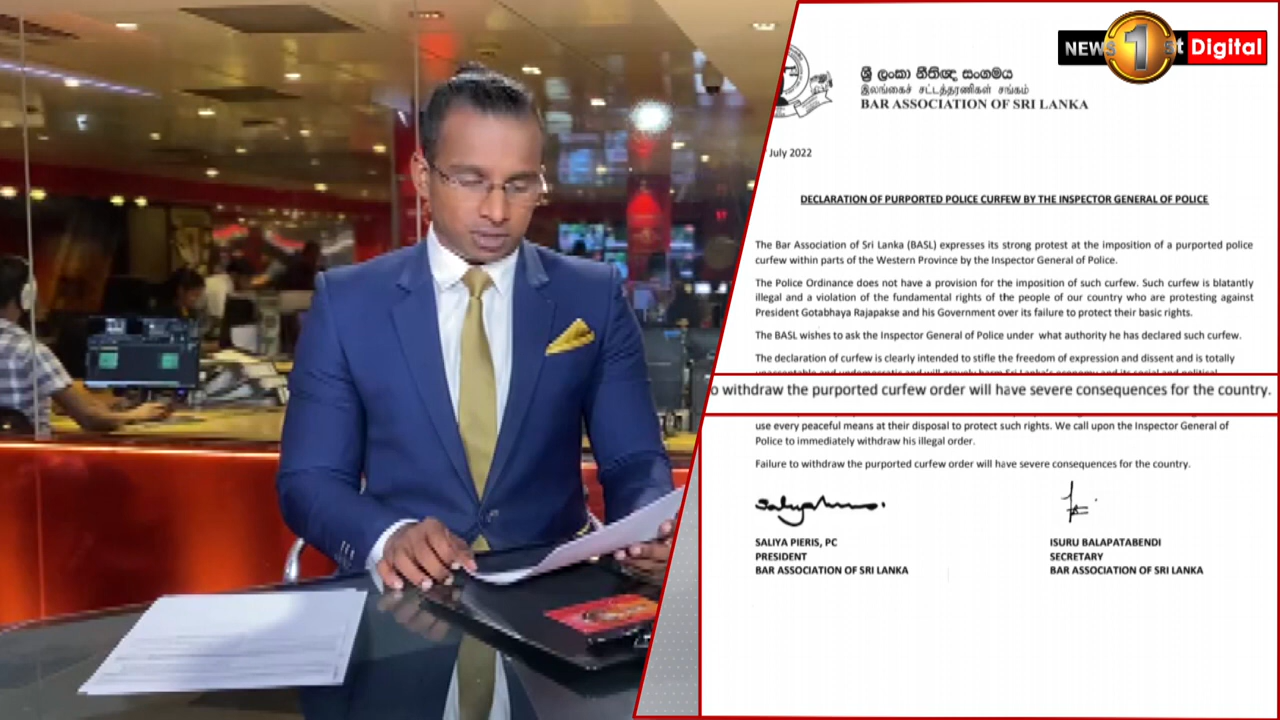 NEWS 1st Digital
ශ්‍රී ලංකා නීතිඥ සංගමය
இலங்கைச் சட்டத்தரணிகள் சங்கம்
BAR ASSOCIATION OF SRI LANKA
July 2022
DECLARATION OF PURPORTED POLICE CURFEW BY THE INSPECTOR GENERAL OF POLICE
The Bar Association of Sri Lanka (BASL) expresses its strong protest at the imposition of a purported police
curfew within parts of the Western Province by the Inspector General of Police.
The Police Ordinance does not have a provision for the imposition of such curfew. Such curfew is blatantly
illegal and a violation of the fundamental rights of the people of our country who are protesting against
President Gotabhaya Rajapakse and his Government over its failure to protect their basic rights.
The BASL wishes to ask the Inspector General of Police under what authority he has declared such curfew.
The declaration of curfew is clearly intended to stifle the freedom of expression and dissent and is totally
o withdraw the purported curfew order will have severe consequences for the country.
use every peaceful means at their disposal to protect such rights. We call upon the Inspector General of
Police to immediately withdraw his illegal order.
Failure to withdraw the purported curfew order will have severe consequences for the country.
SALIYA PIERIS, PC
PRESIDENT
BAR ASSOCIATION OF SRI LANKA
ISURU BALAPATABENDI
SECRETARY
BAR ASSOCIATION OF SRI LANKA